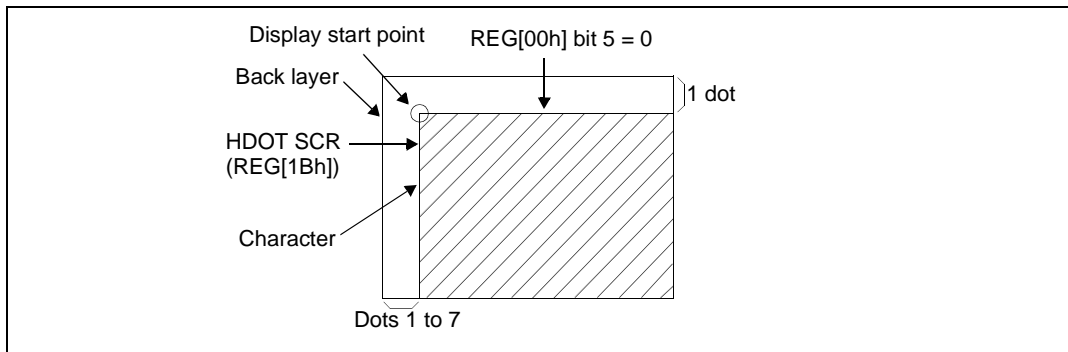 Display start point
REG[00h] bit 5 = 0
Back layer
1 dot
HDOT SCR
(REG[1Bh])
Character
Dots 1 to 7